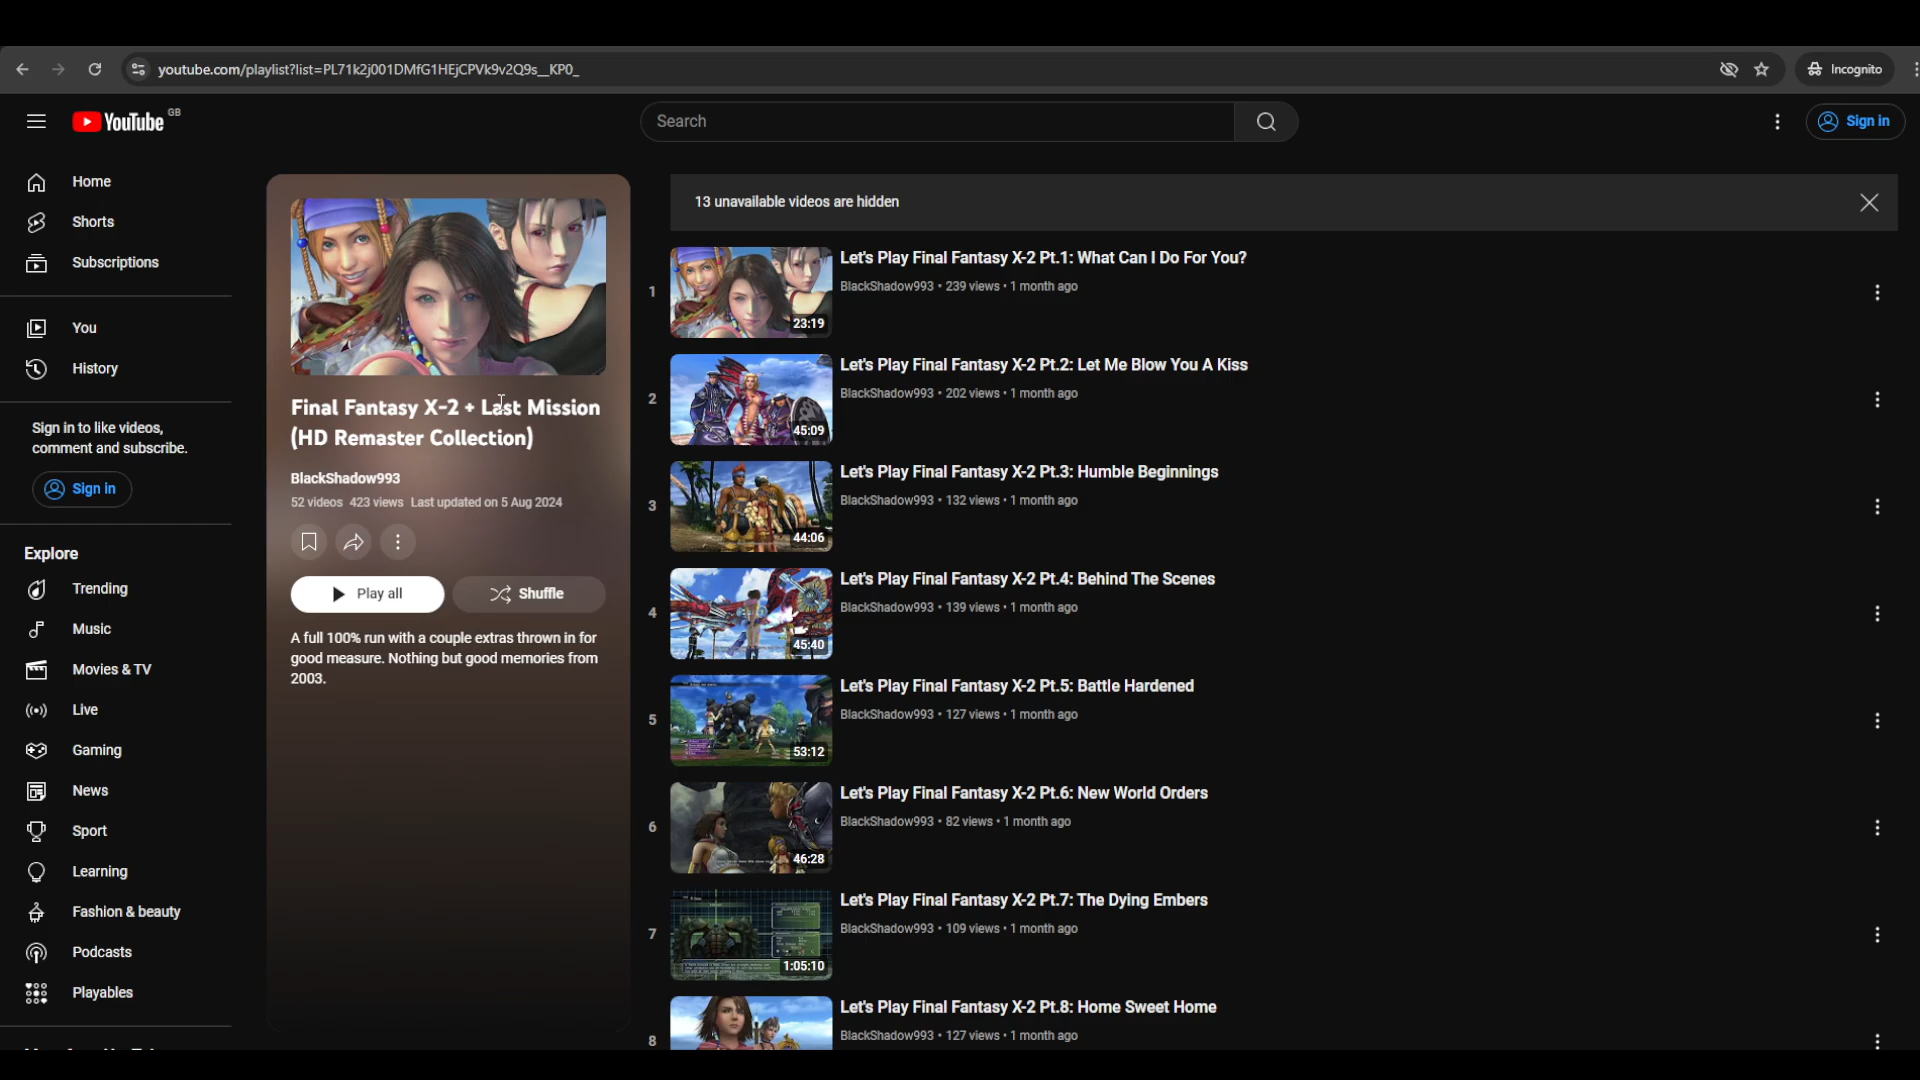 youtube.com/playlist?list=PL71k2j001DMfG1HEjCPVk9v2Q9s__KP0_
Incognito
YouTube GB
Search
Sign in
Home
Shorts
Subscriptions
You
History
Sign in to like videos,
comment and subscribe.
Sign in
Explore
Trending
Music
Movies & TV
Live
Gaming
News
Sport
Learning
Fashion & beauty
Podcasts
Playables
Final Fantasy X-2 + Last Mission
(HD Remaster Collection)
BlackShadow993
52 videos 423 views Last updated on 5 Aug 2024
Play all
Shuffle
A full 100% run with a couple extras thrown in for
good measure. Nothing but good memories from
2003.
13 unavailable videos are hidden
1
23:19
Let's Play Final Fantasy X-2 Pt.1: What Can I Do For You?
BlackShadow993 • 239 views • 1 month ago
2
45:09
Let's Play Final Fantasy X-2 Pt.2: Let Me Blow You A Kiss
BlackShadow993 • 202 views • 1 month ago
3
44:06
Let's Play Final Fantasy X-2 Pt.3: Humble Beginnings
BlackShadow993 • 132 views • 1 month ago
4
45:40
Let's Play Final Fantasy X-2 Pt.4: Behind The Scenes
BlackShadow993 • 139 views • 1 month ago
5
53:12
Let's Play Final Fantasy X-2 Pt.5: Battle Hardened
BlackShadow993 • 127 views • 1 month ago
6
46:28
Let's Play Final Fantasy X-2 Pt.6: New World Orders
BlackShadow993 • 82 views • 1 month ago
7
1:05:10
Let's Play Final Fantasy X-2 Pt.7: The Dying Embers
BlackShadow993 • 109 views • 1 month ago
8
Let's Play Final Fantasy X-2 Pt.8: Home Sweet Home
BlackShadow993 • 127 views • 1 month ago